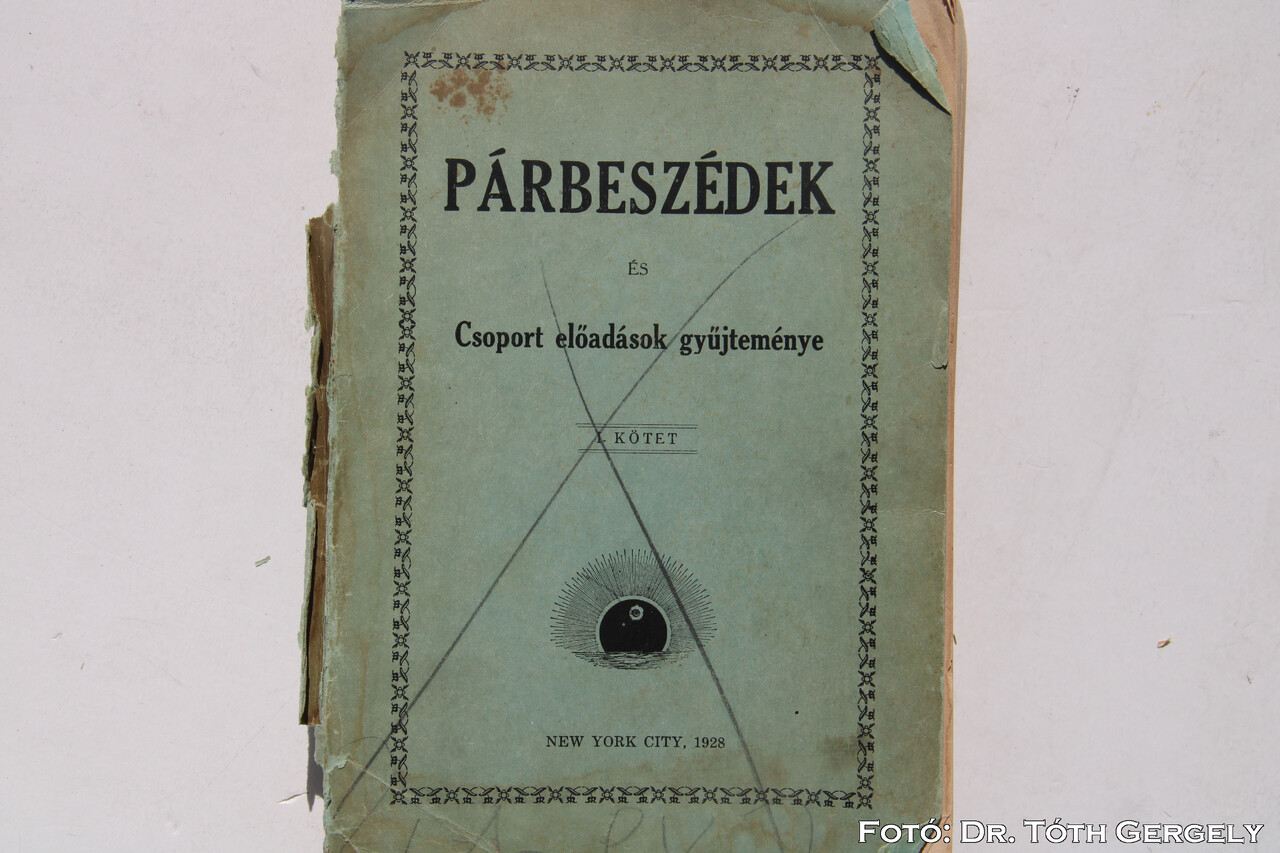 PÁRBESZÉDEK
ÉS
Csoport előadások gyűjteménye
I. KÖTET
NEW YORK CITY, 1928
Fotó: Dr. Tóth Gergely